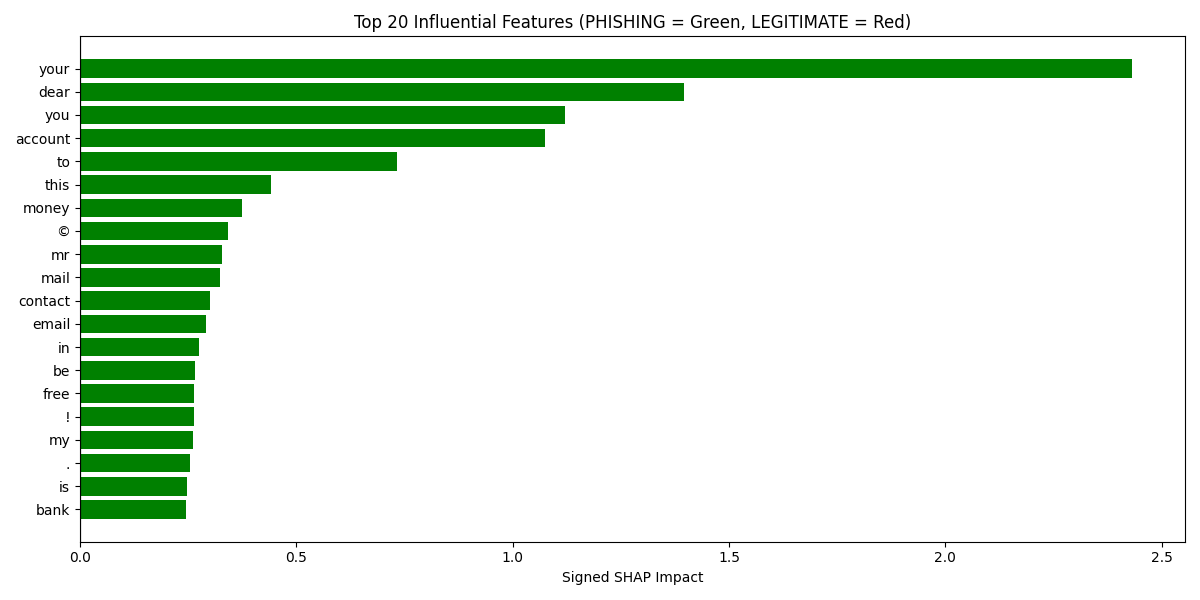 Top 20 Influential Features (PHISHING = Green, LEGITIMATE = Red)
your
dear
you
account
to
this
money
©
mr
mail
contact
email
in
be
free
!
my
.
is
bank
0.0 0.5 1.0 1.5 2.0 2.5
Signed SHAP Impact